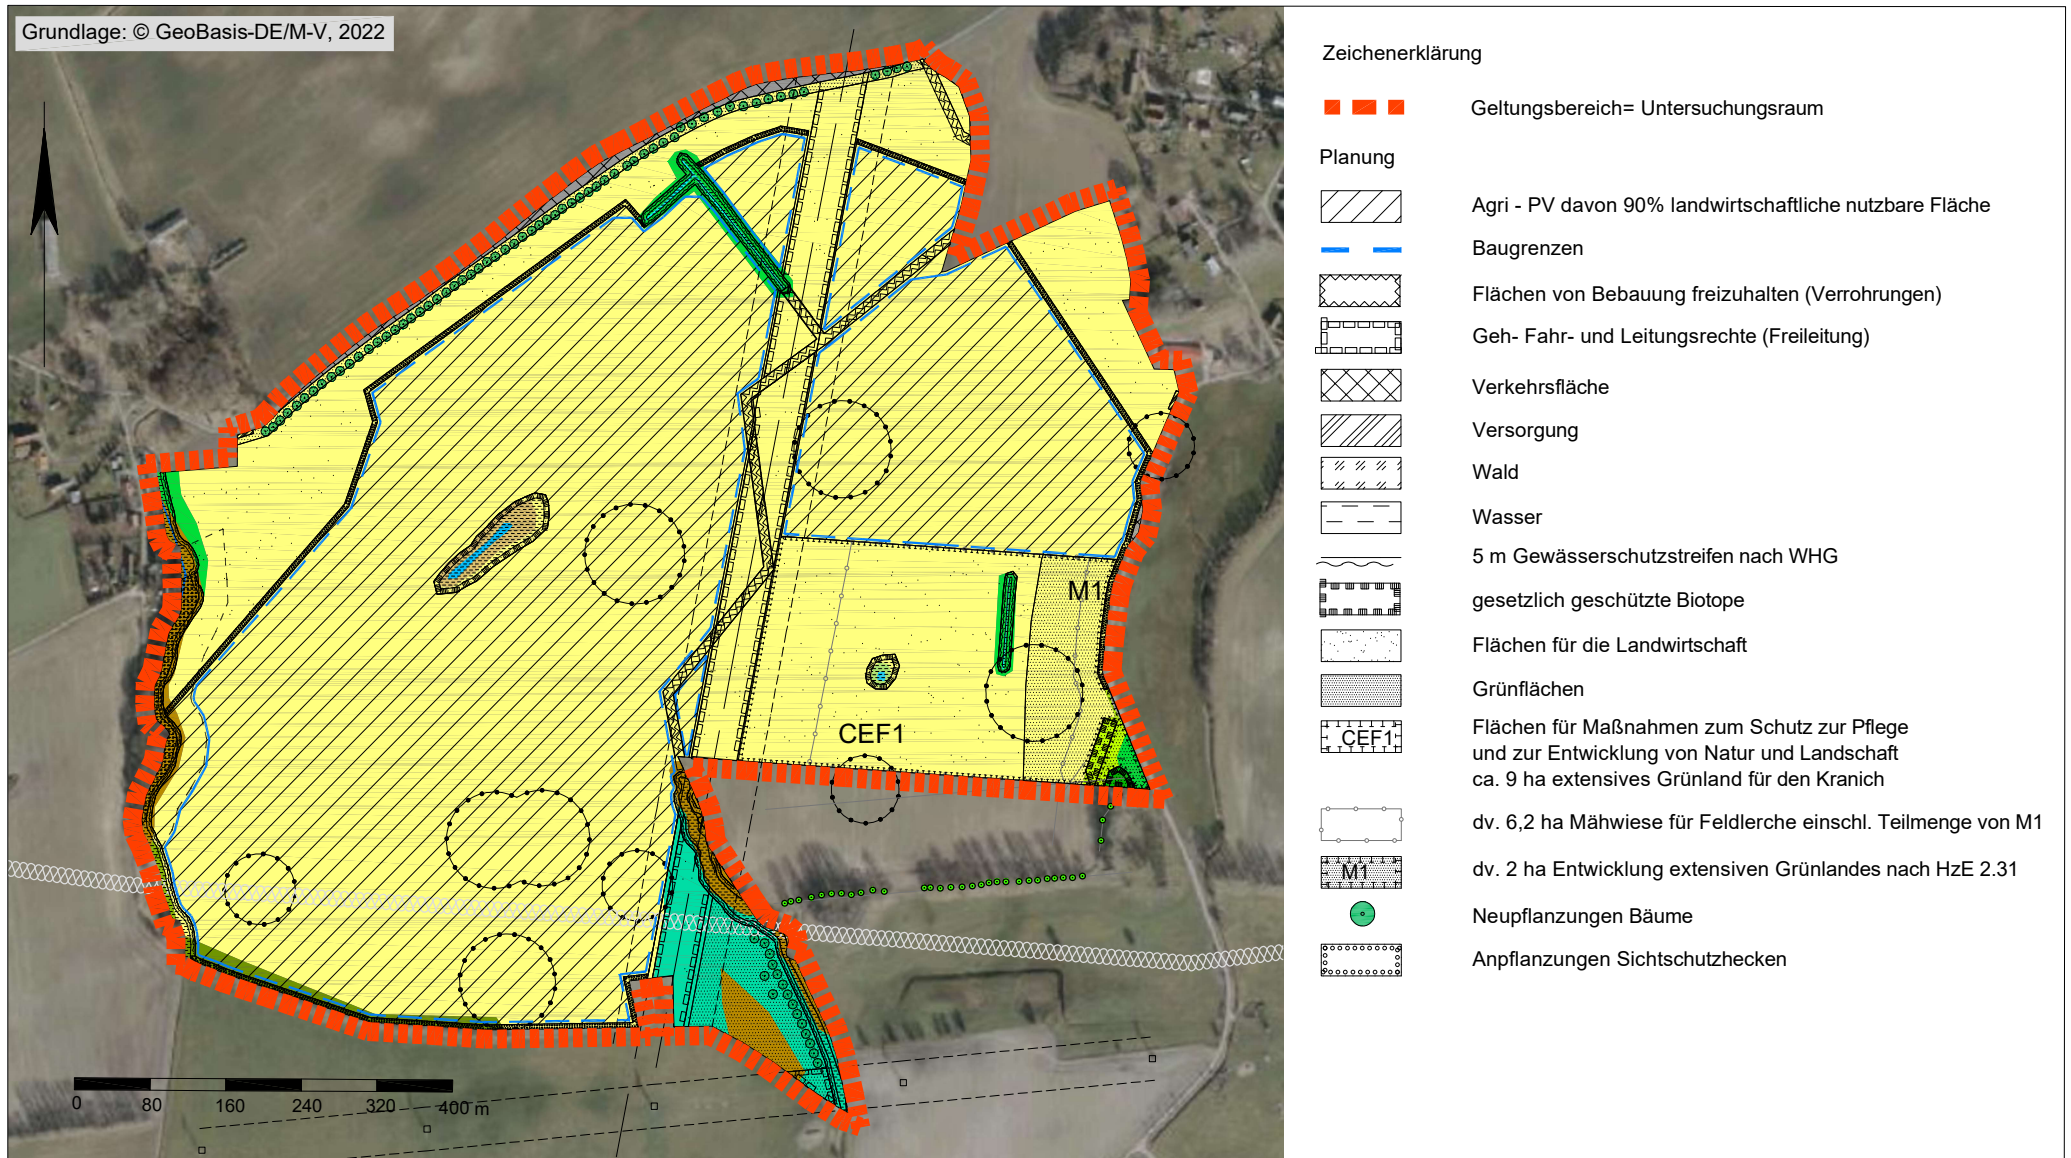 Grundlage: © GeoBasis-DE/M-V, 2022
M1
CEF1
0 80 160 240 320 400 m
Zeichenerklärung
Geltungsbereich= Untersuchungsraum
Planung
Agri - PV davon 90% landwirtschaftliche nutzbare Fläche
Baugrenzen
Flächen von Bebauung freizuhalten (Verrohrungen)
Geh- Fahr- und Leitungsrechte (Freileitung)
Verkehrsfläche
Versorgung
Wald
Wasser
5 m Gewässerschutzstreifen nach WHG
gesetzlich geschützte Biotope
Flächen für die Landwirtschaft
Grünflächen
CEF1 Flächen für Maßnahmen zum Schutz zur Pflege
und zur Entwicklung von Natur und Landschaft
ca. 9 ha extensives Grünland für den Kranich
dv. 6,2 ha Mähwiese für Feldlerche einschl. Teilmenge von M1
M1 dv. 2 ha Entwicklung extensiven Grünlandes nach HzE 2.31
Neupflanzungen Bäume
Anpflanzungen Sichtschutzhecken